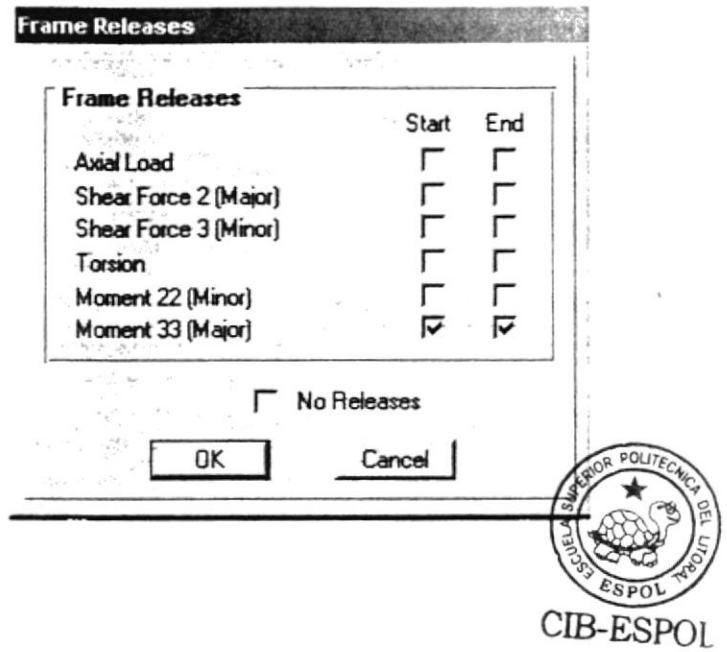 Frame Releases
Frame Releases
Start End
Axial Load
Shear Force 2 (Major)
Shear Force 3 (Minor)
Torsion
Moment 22 (Minor)
Moment 33 (Major)
No Releases
OK Cancel
ESCUELA SUPERIOR POLITECNICA DEL LITORAL
ESPOL
CIB-ESPOL